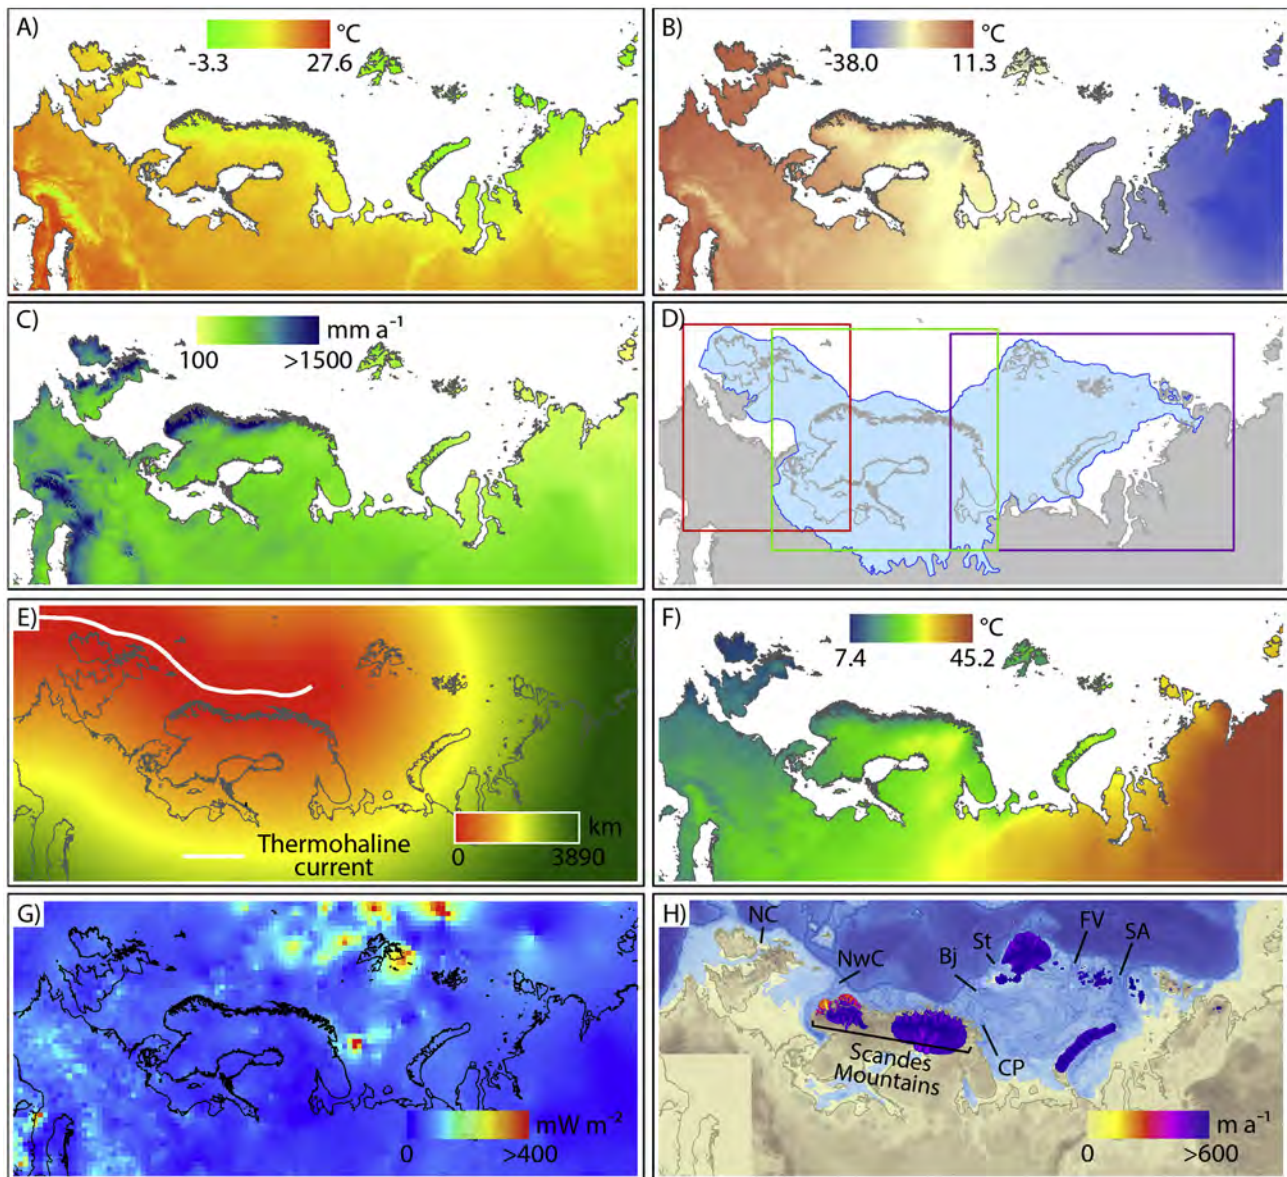 A)
°C
-3.3 27.6
B)
°C
-38.0 11.3
C)
mm a⁻¹
100 >1500
D)
E)
km
0 3890
Thermohaline
current
F)
°C
7.4 45.2
G)
mW m⁻²
0 >400
H)
NC
NwC
Bj
St
FV
SA
CP
Scandes
Mountains
m a⁻¹
0 >600